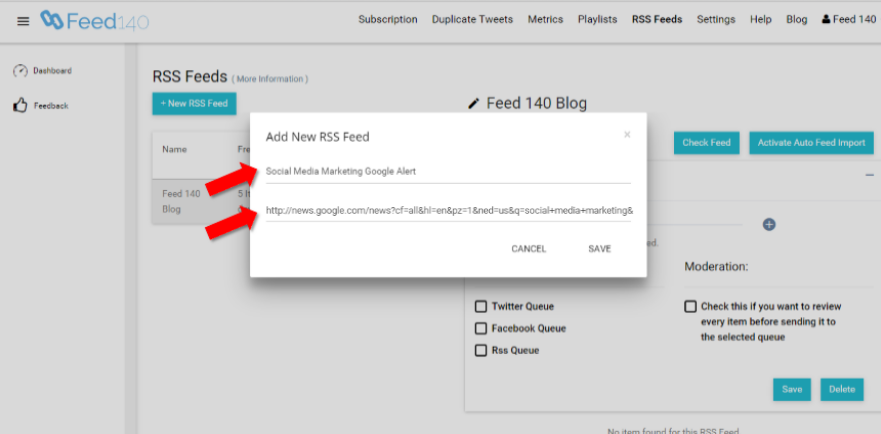 Feed140
Subscription Duplicate Tweets Metrics Playlists RSS Feeds Settings Help Blog Feed 140
Dashboard
Feedback
RSS Feeds ( More Information )
+ New RSS Feed
Feed 140 Blog
Check Feed Activate Auto Feed Import
Name
Feed 140
Blog
5
Add New RSS Feed ×
Social Media Marketing Google Alert
http://news.google.com/news?cf=all&hl=en&pz=1&ned=us&q=social+media+marketing&
CANCEL SAVE
Moderation:
Twitter Queue
Facebook Queue
Rss Queue
Check this if you want to review
every item before sending it to
the selected queue
Save Delete
No item found for this RSS Feed